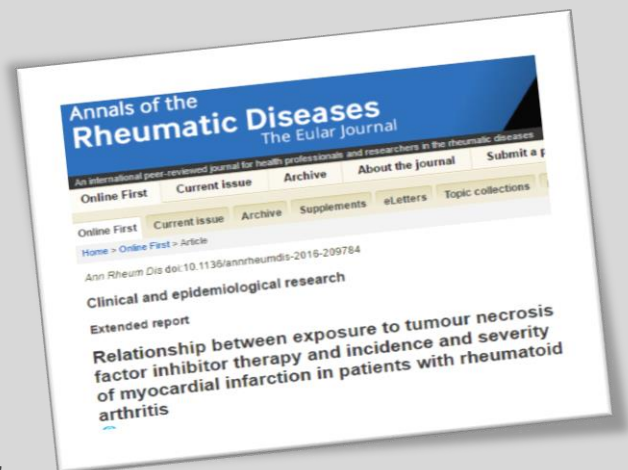 Annals of the
Rheumatic Diseases
The Eular Journal
An international peer-reviewed journal for health professionals and researchers in the rheumatic diseases
Online First Current issue Archive About the journal Submit a p
Online First Current issue Archive Supplements eLetters Topic collections
Home > Online First > Article
Ann Rheum Dis doi:10.1136/annrheumdis-2016-209784
Clinical and epidemiological research
Extended report
Relationship between exposure to tumour necrosis
factor inhibitor therapy and incidence and severity
of myocardial infarction in patients with rheumatoid
arthritis